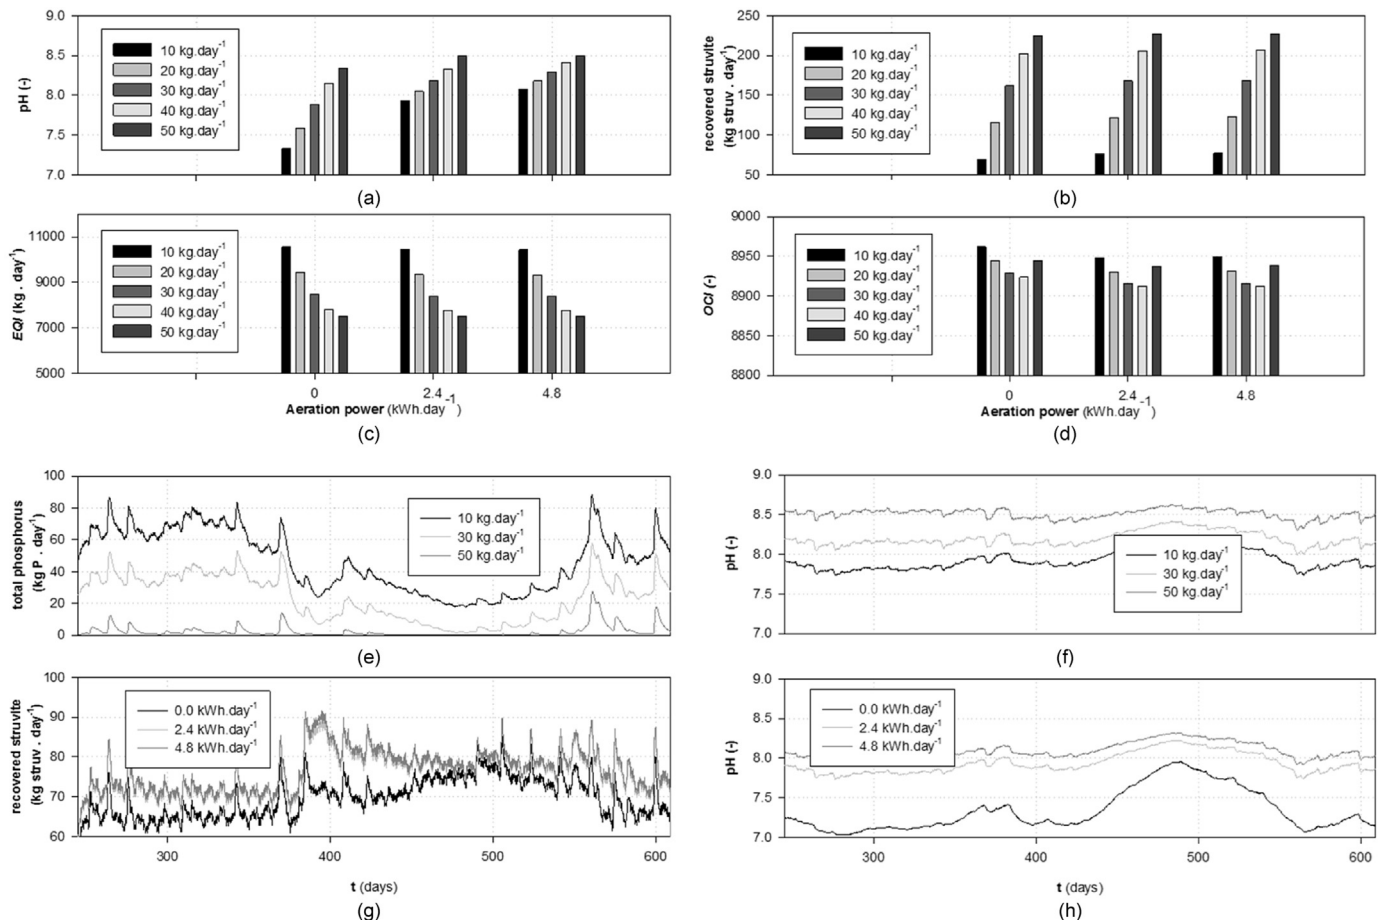 9.0
8.5
8.0
7.5
7.0
pH (-)
10 kg.day-1
20 kg.day-1
30 kg.day-1
40 kg.day-1
50 kg.day-1
(a)
250
200
150
100
50
recovered struvite
(kg struv . day-1)
10 kg.day-1
20 kg.day-1
30 kg.day-1
40 kg.day-1
50 kg.day-1
(b)
11000
9000
7000
5000
EQI (kg . day-1)
10 kg.day-1
20 kg.day-1
30 kg.day-1
40 kg.day-1
50 kg.day-1
0 2.4 4.8
Aeration power (kWh.day-1)
(c)
9000
8950
8900
8850
8800
OCI (-)
10 kg.day-1
20 kg.day-1
30 kg.day-1
40 kg.day-1
50 kg.day-1
0 2.4 4.8
Aeration power (kWh.day-1)
(d)
100
80
60
40
20
0
total phosphorus
(kg P . day-1)
10 kg.day-1
30 kg.day-1
50 kg.day-1
(e)
9.0
8.5
8.0
7.5
7.0
pH (-)
10 kg.day-1
30 kg.day-1
50 kg.day-1
(f)
100
90
80
70
60
recovered struvite
(kg struv . day-1)
0.0 kWh.day-1
2.4 kWh.day-1
4.8 kWh.day-1
300 400 500 600
t (days)
(g)
9.0
8.5
8.0
7.5
7.0
pH (-)
0.0 kWh.day-1
2.4 kWh.day-1
4.8 kWh.day-1
300 400 500 600
t (days)
(h)